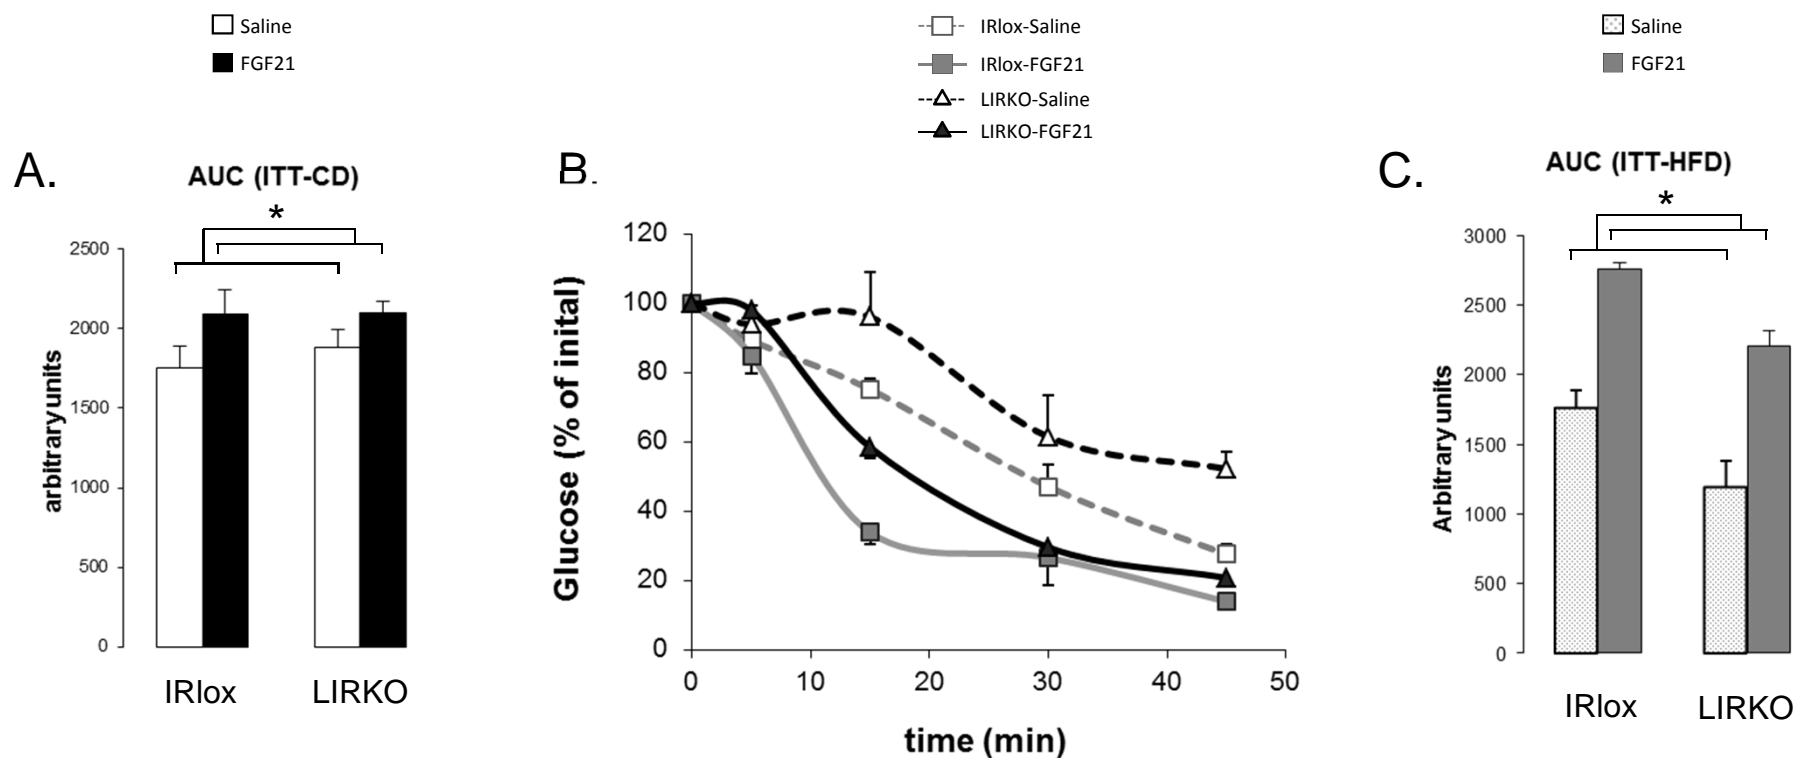 Saline
FGF21
IRlox-Saline
IRlox-FGF21
LIRKO-Saline
LIRKO-FGF21
Saline
FGF21
A.
AUC (ITT-CD)
*
2500
2000
1500
1000
500
0
arbitrary units
IRlox
LIRKO
B.
120
100
80
60
40
20
0
Glucose (% of inital)
0
10
20
30
40
50
time (min)
C.
AUC (ITT-HFD)
*
3000
2500
2000
1500
1000
500
0
Arbitrary units
IRlox
LIRKO